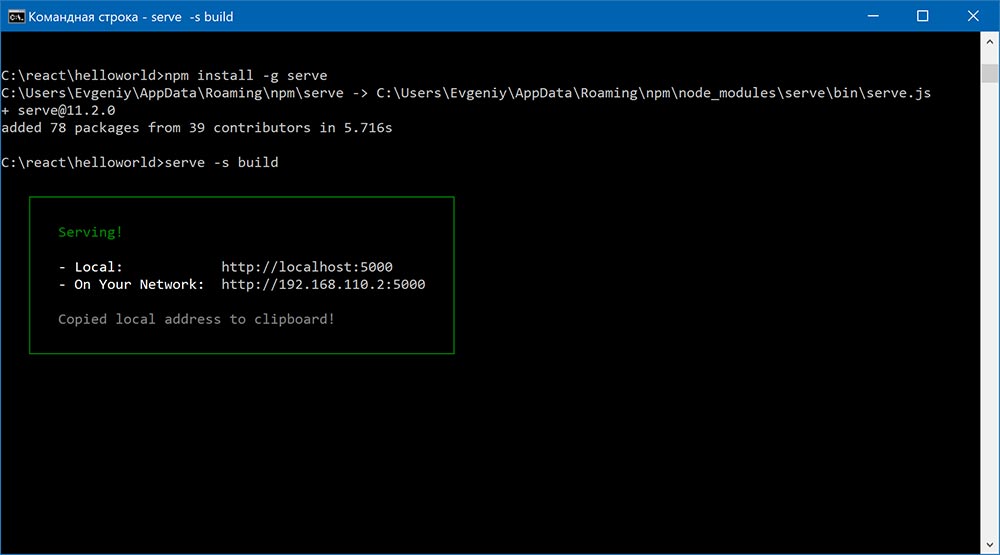 Командная строка - serve  -s build
C:\react\helloworld>npm install -g serve
C:\Users\Evgeniy\AppData\Roaming\npm\serve -> C:\Users\Evgeniy\AppData\Roaming\npm\node_modules\serve\bin\serve.js
+ serve@11.2.0
added 78 packages from 39 contributors in 5.716s
C:\react\helloworld>serve -s build
Serving!
- Local:            http://localhost:5000
- On Your Network:  http://192.168.110.2:5000
Copied local address to clipboard!